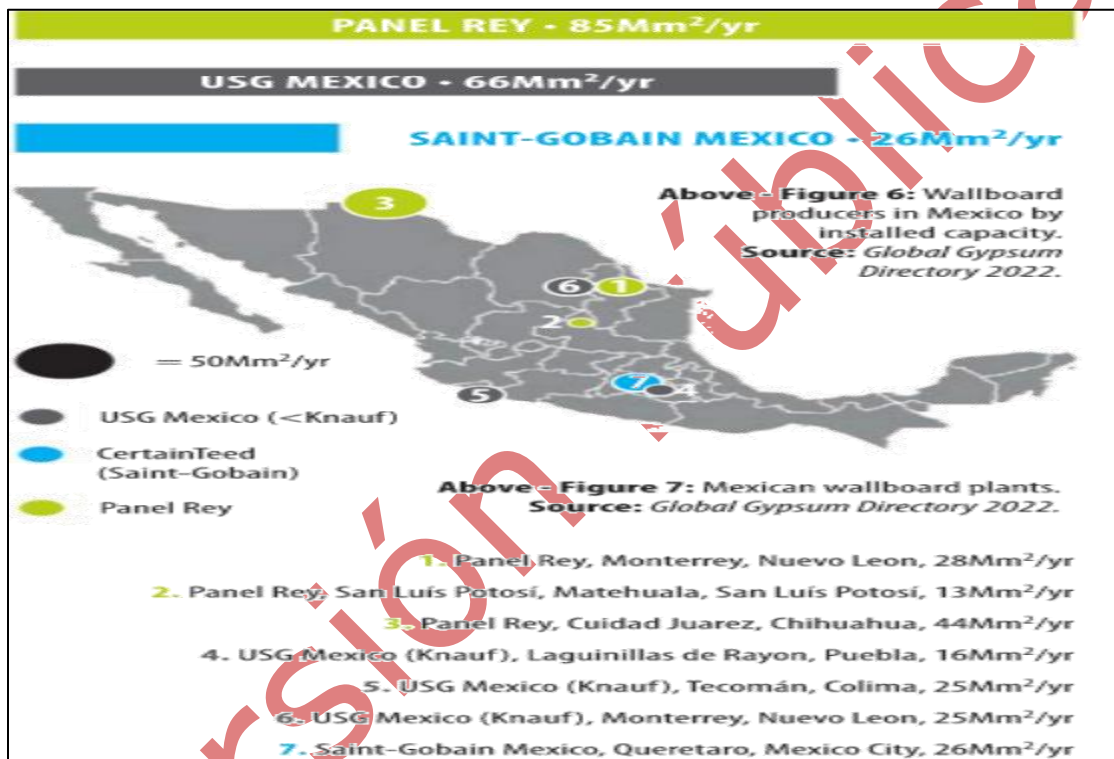 PANEL REY • 85Mm²/yr
USG MEXICO • 66Mm²/yr
SAINT-GOBAIN MEXICO • 26Mm²/yr
Above - Figure 6: Wallboard
producers in Mexico by
installed capacity.
Source: Global Gypsum
Directory 2022.
3
6
1
2
7
4
5
= 50Mm²/yr
USG Mexico (<Knauf)
CertainTeed
(Saint-Gobain)
Panel Rey
Above - Figure 7: Mexican wallboard plants.
Source: Global Gypsum Directory 2022.
1. Panel Rey, Monterrey, Nuevo Leon, 28Mm²/yr
2. Panel Rey, San Luís Potosí, Matehuala, San Luís Potosí, 13Mm²/yr
3. Panel Rey, Cuidad Juarez, Chihuahua, 44Mm²/yr
4. USG Mexico (Knauf), Laguinillas de Rayon, Puebla, 16Mm²/yr
5. USG Mexico (Knauf), Tecomán, Colima, 25Mm²/yr
6. USG Mexico (Knauf), Monterrey, Nuevo Leon, 25Mm²/yr
7. Saint-Gobain Mexico, Queretaro, Mexico City, 26Mm²/yr